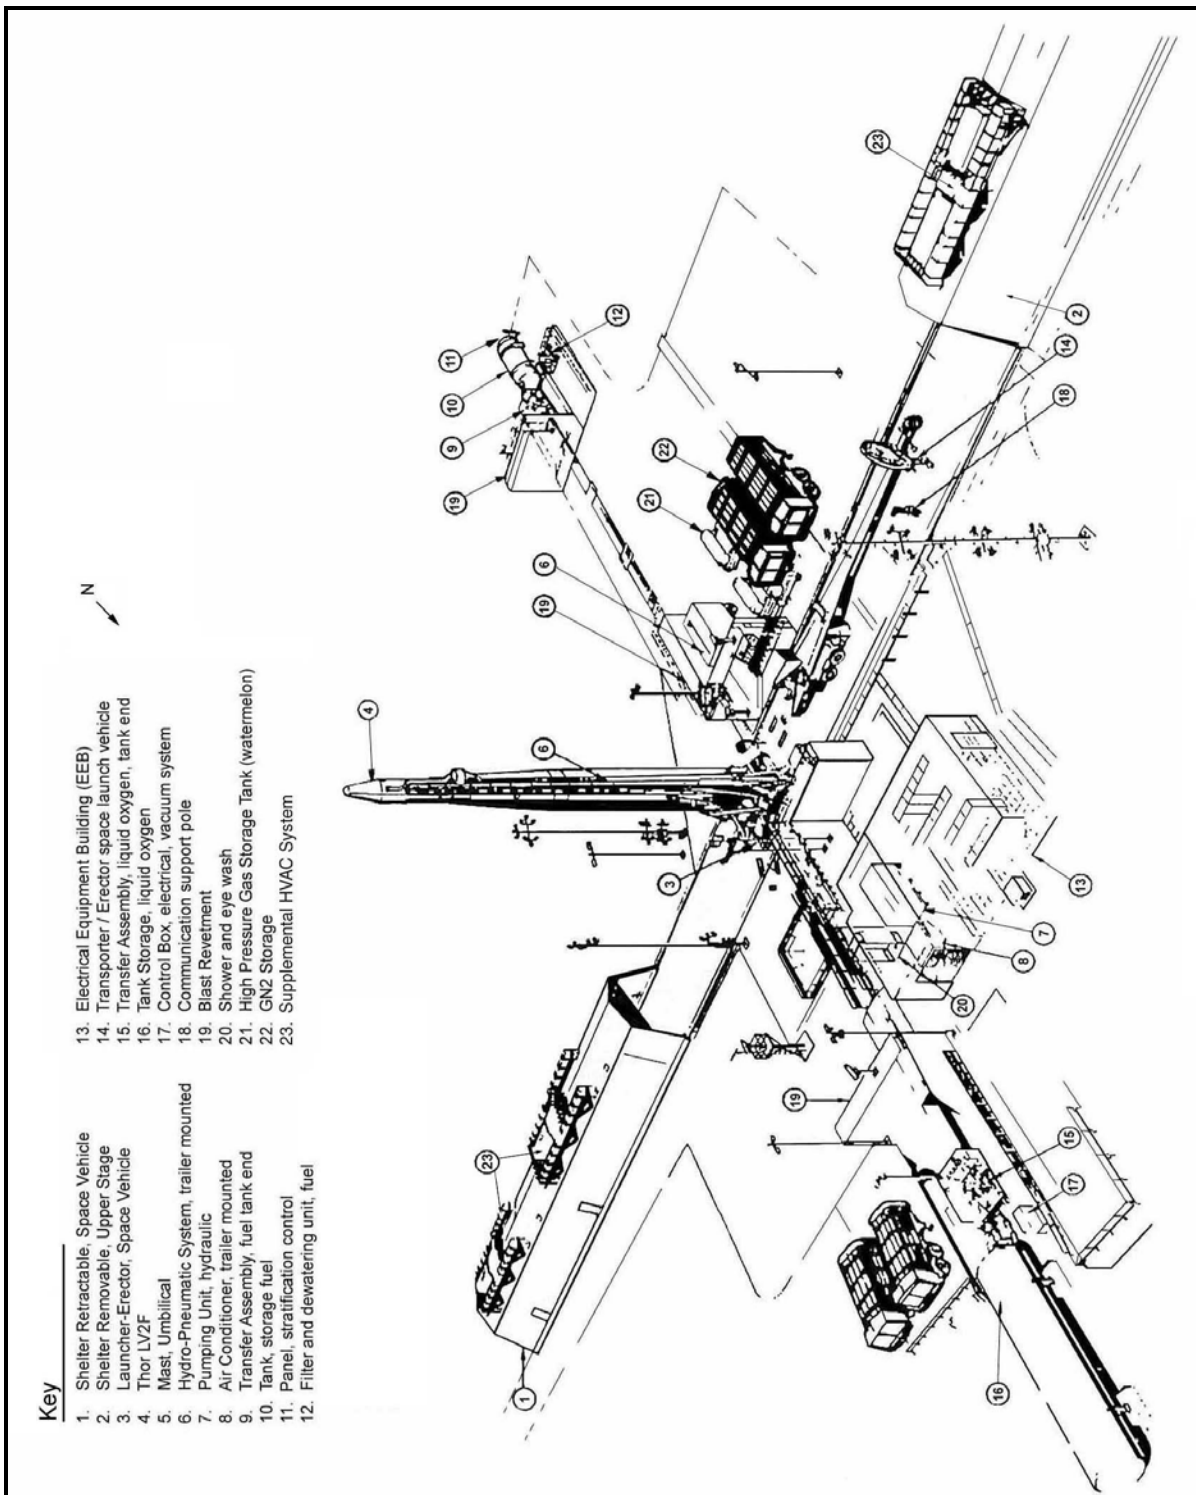 Key
1. Shelter Retractable, Space Vehicle
2. Shelter Removable, Upper Stage
3. Launcher-Erector, Space Vehicle
4. Thor LV2F
5. Mast, Umbilical
6. Hydro-Pneumatic System, trailer mounted
7. Pumping Unit, hydraulic
8. Air Conditioner, trailer mounted
9. Transfer Assembly, fuel tank end
10. Tank, storage fuel
11. Panel, stratification control
12. Filter and dewatering unit, fuel
13. Electrical Equipment Building (EEB)
14. Transporter / Erector space launch vehicle
15. Transfer Assembly, liquid oxygen, tank end
16. Tank Storage, liquid oxygen
17. Control Box, electrical, vacuum system
18. Communication support pole
19. Blast Revetment
20. Shower and eye wash
21. High Pressure Gas Storage Tank (watermelon)
22. GN2 Storage
23. Supplemental HVAC System
N
4
11
10
9
12
19
23
2
14
18
22
21
6
19
6
3
13
7
8
20
19
15
17
23
1
16